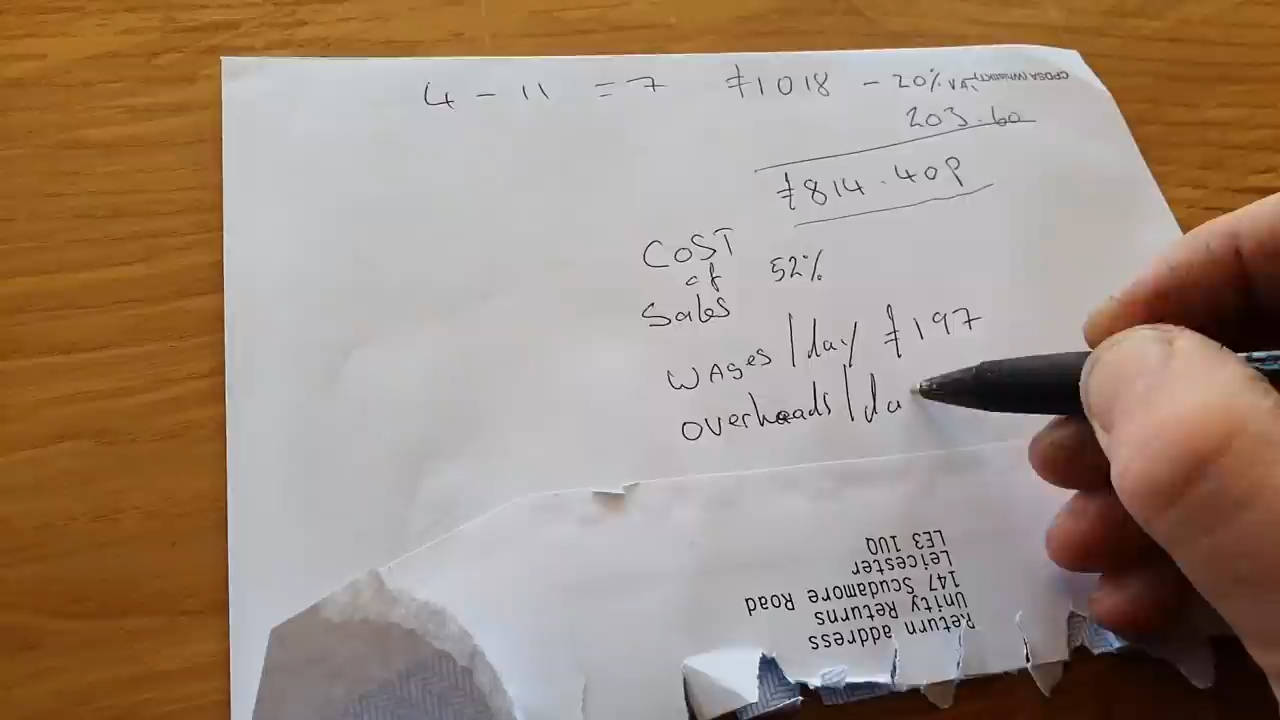 4 - 11 = 7 £1018 - 20% VAT
203.60
£814.40p
COST
of 52%
Sales
WAges / day £197
overheads / da
Return address
Unity Returns
147 Scudamore Road
Leicester
LE3 1UQ